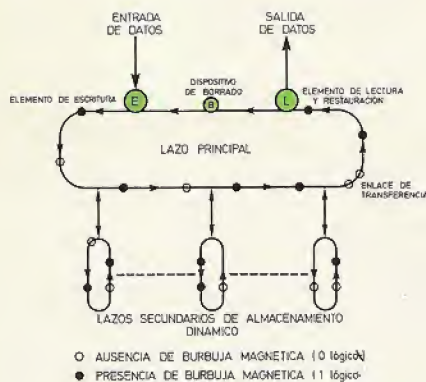 ENTRADA
DE DATOS
SALIDA
DE DATOS
DISPOSITIVO
DE BORRADO
ELEMENTO DE ESCRITURA
E
B
L
ELEMENTO DE LECTURA
Y RESTAURACIÓN
LAZO PRINCIPAL
ENLACE DE
TRANSFERENCIA
LAZOS SECUNDARIOS DE ALMACENAMIENTO
DINAMICO
AUSENCIA DE BURBUJA MAGNETICA (0 lógico)
PRESENCIA DE BURBUJA MAGNETICA (1 lógico)